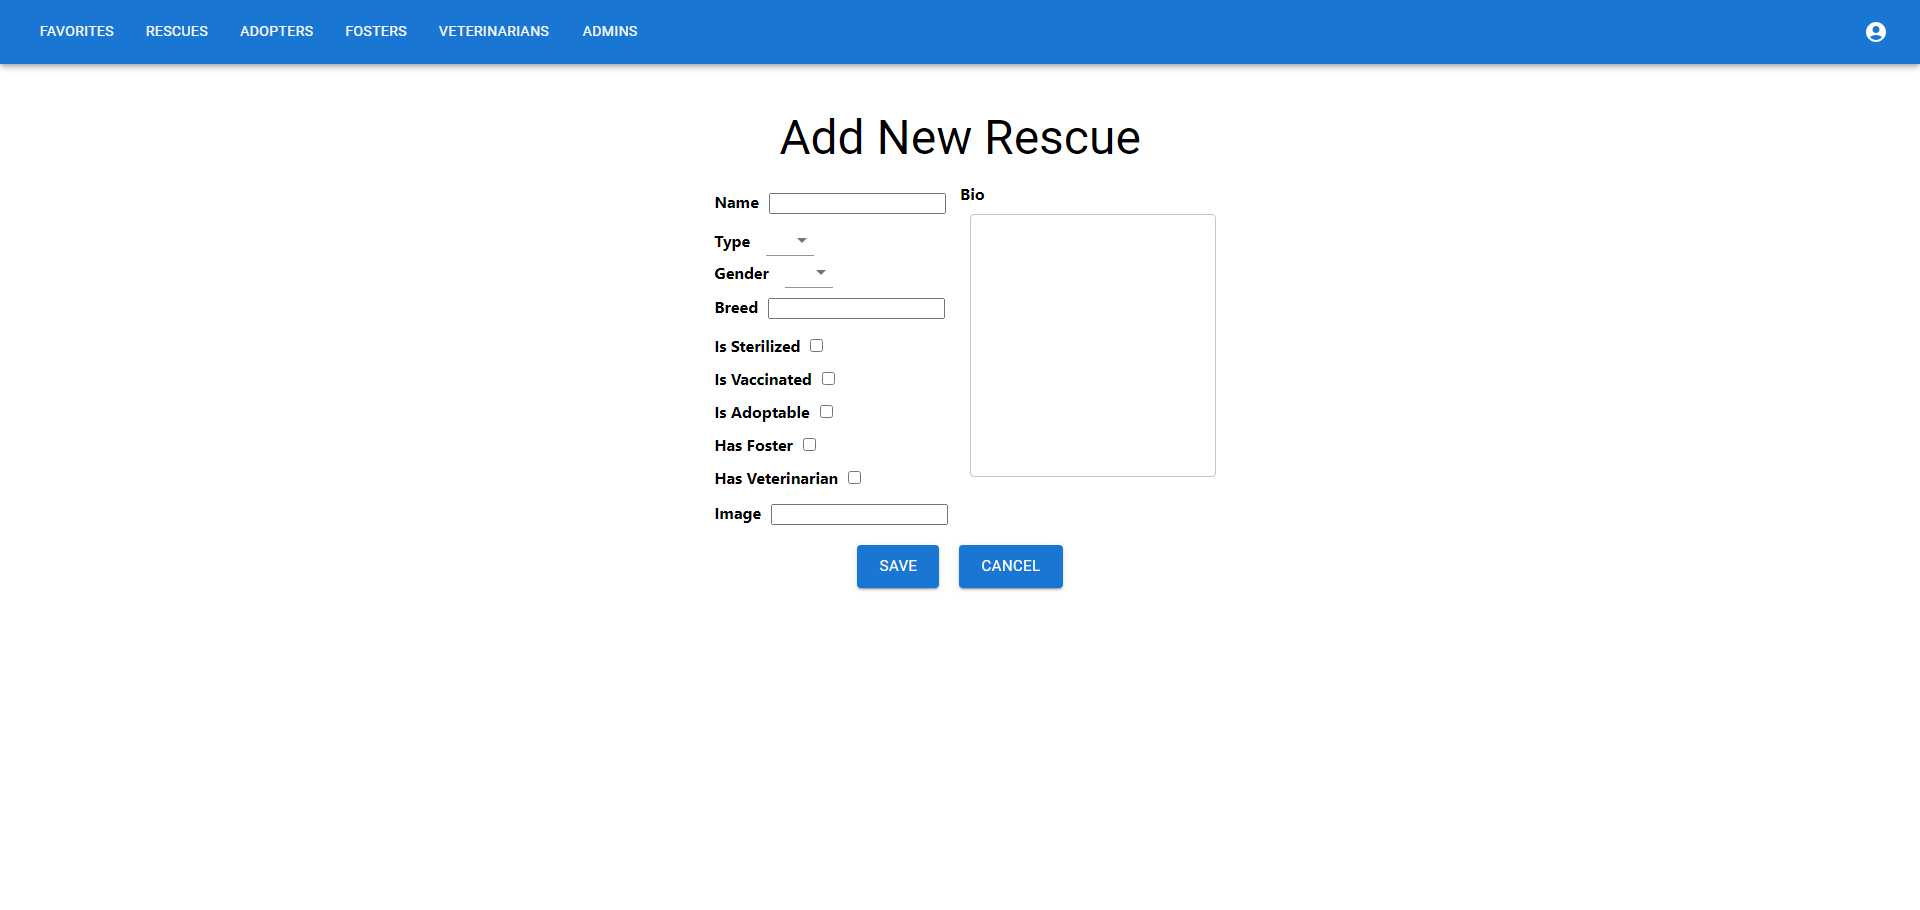 FAVORITES RESCUES ADOPTERS FOSTERS VETERINARIANS ADMINS
Add New Rescue
Name
Type
Gender
Breed
Is Sterilized
Is Vaccinated
Is Adoptable
Has Foster
Has Veterinarian
Image
Bio
SAVE CANCEL